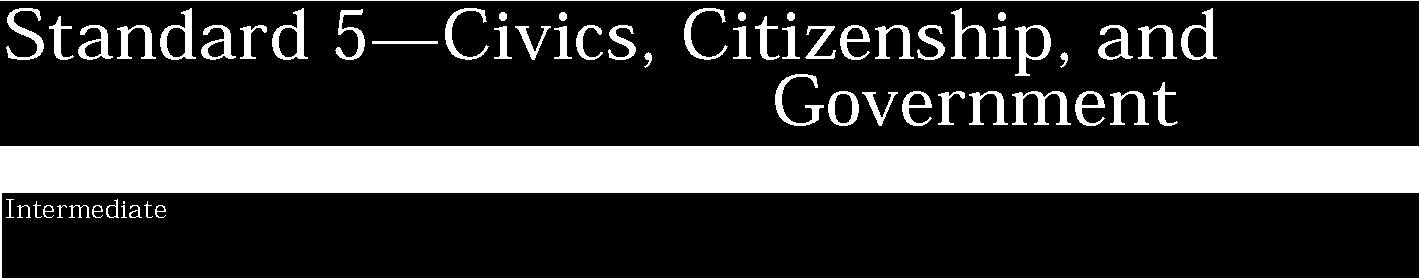 Standard 5—Civics, Citizenship, and
Government
Intermediate